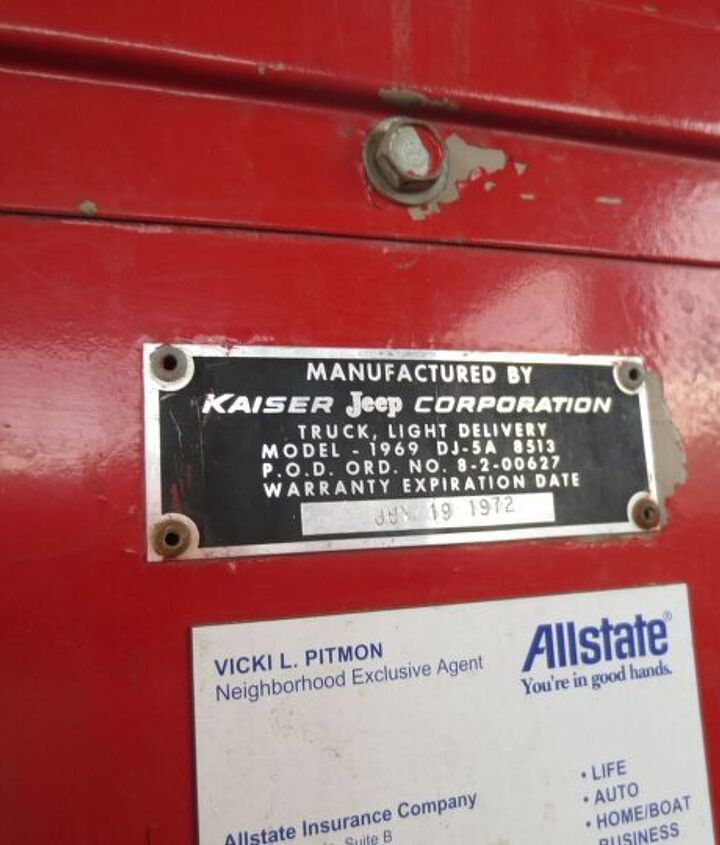 MANUFACTURED BY
KAISER Jeep CORPORATION
TRUCK, LIGHT DELIVERY
MODEL - 1969 DJ-5A 8513
P.O.D. ORD. NO. 8-2-00627
WARRANTY EXPIRATION DATE
19 1972
VICKI L. PITMON
Neighborhood Exclusive Agent
Allstate®
You're in good hands.
Allstate Insurance Company
Suite B
• LIFE
• AUTO
• HOME/BOAT
BUSINESS